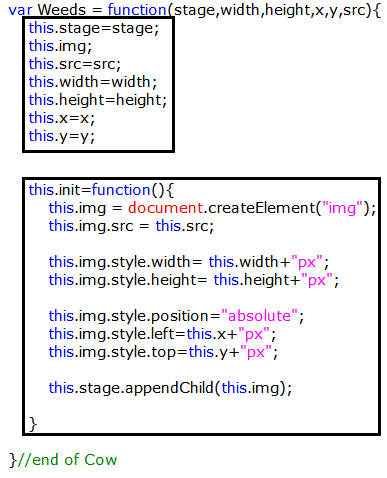 var Weeds = function(stage,width,height,x,y,src){
this.stage=stage;
this.img;
this.src=src;
this.width=width;
this.height=height;
this.x=x;
this.y=y;
this.init=function(){
this.img = document.createElement("img");
this.img.src = this.src;
this.img.style.width= this.width+"px";
this.img.style.height= this.height+"px";
this.img.style.position="absolute";
this.img.style.left=this.x+"px";
this.img.style.top=this.y+"px";
this.stage.appendChild(this.img);
}
}//end of Cow